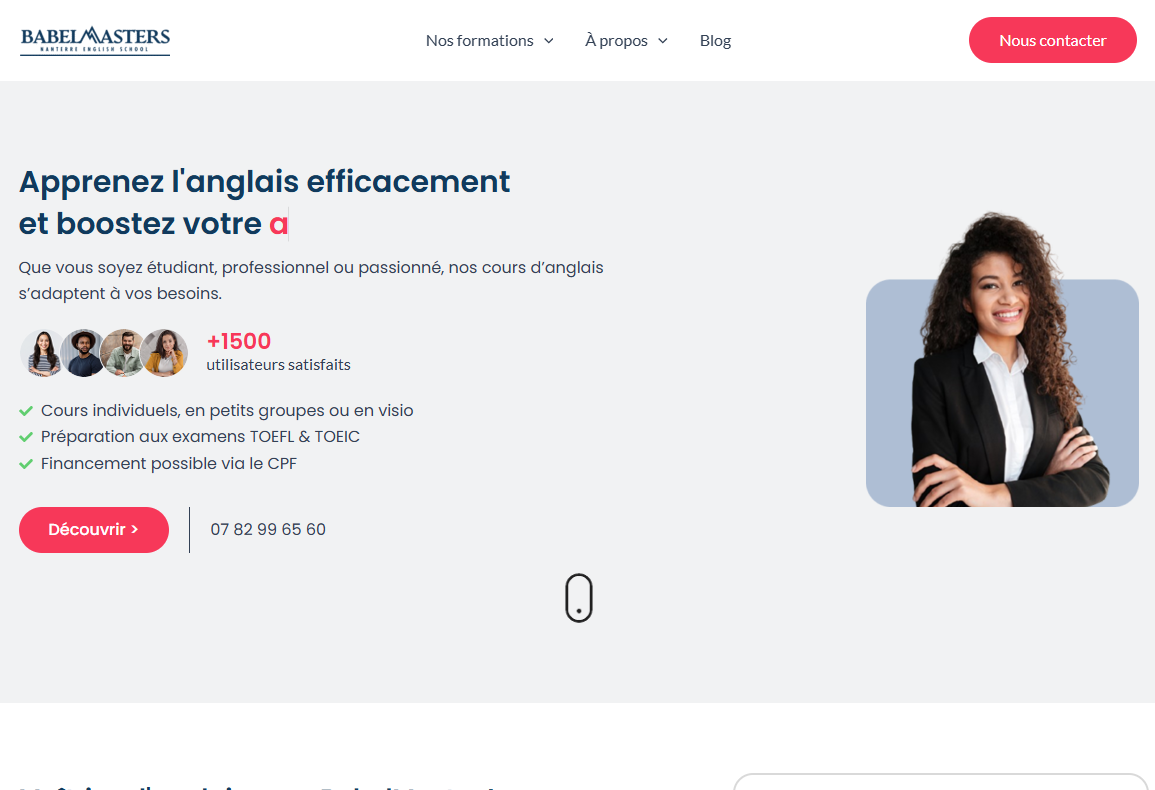 BABELMASTERS
NANTERRE ENGLISH SCHOOL
Nos formations
À propos
Blog
Nous contacter
Apprenez l'anglais efficacement
et boostez votre a
Que vous soyez étudiant, professionnel ou passionné, nos cours d’anglais
s’adaptent à vos besoins.
+1500
utilisateurs satisfaits
Cours individuels, en petits groupes ou en visio
Préparation aux examens TOEFL & TOEIC
Financement possible via le CPF
Découvrir >
07 82 99 65 60